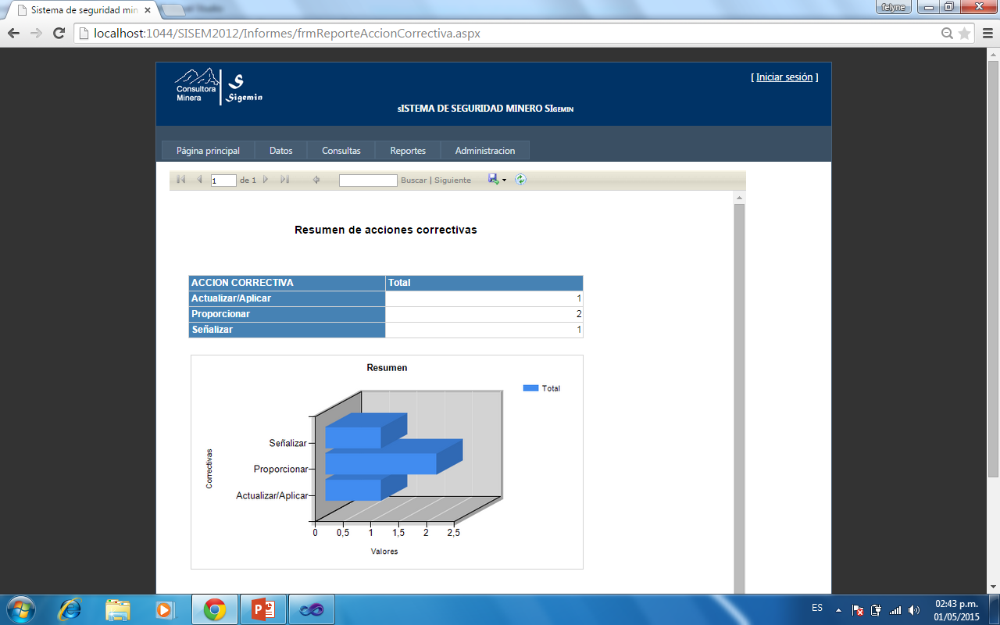 Sistema de seguridad min
felyne
localhost:1044/SISEM2012/Informes/frmReporteAccionCorrectiva.aspx
Consultora Minera
S
Sigemin
[ Iniciar sesión ]
sISTEMA DE SEGURIDAD MINERO SIGEMIN
Página principal Datos Consultas Reportes Administracion
1 de 1 Buscar | Siguiente
Resumen de acciones correctivas
ACCION CORRECTIVA Total
Actualizar/Aplicar 1
Proporcionar 2
Señalizar 1
Resumen
Total
Señalizar
Proporcionar
Actualizar/Aplicar
Correctivas
0 0,5 1 1,5 2 2,5
Valores
ES
02:43 p.m.
01/05/2015